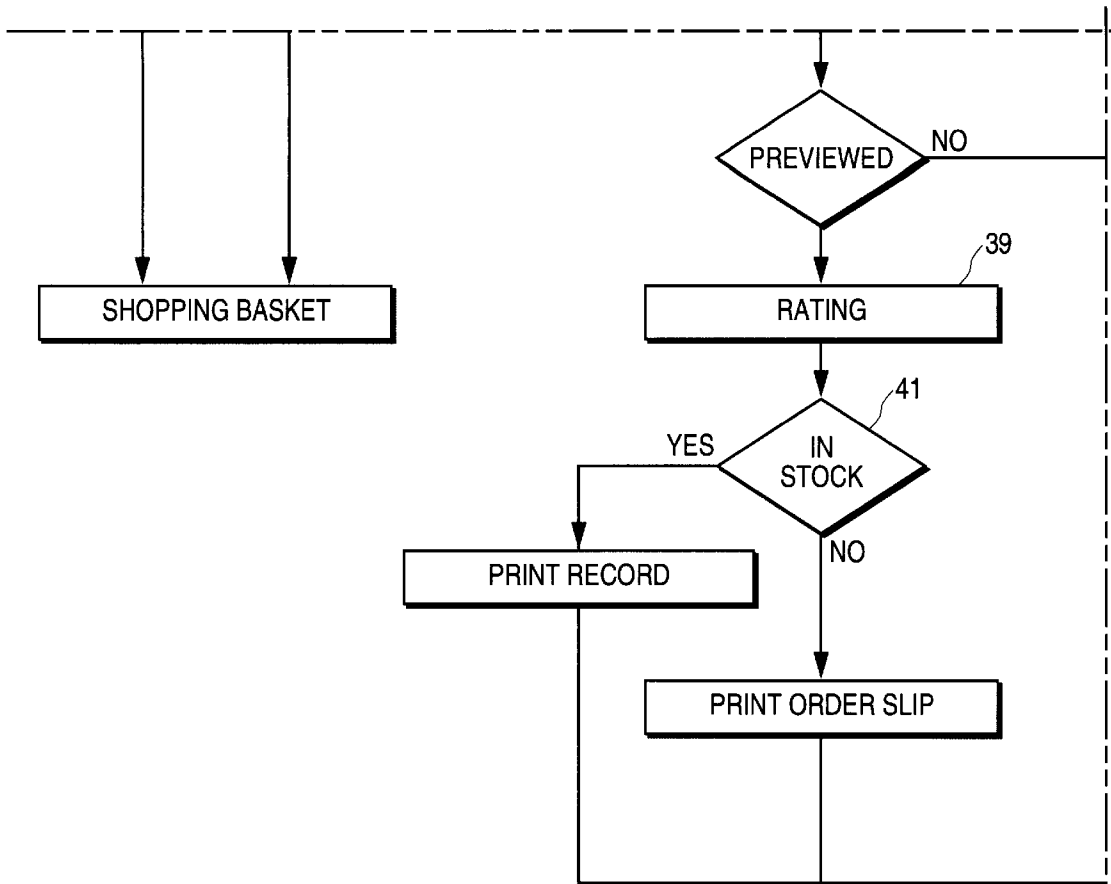 PREVIEWED
NO
39
SHOPPING BASKET
RATING
41
YES
IN
STOCK
NO
PRINT RECORD
PRINT ORDER SLIP